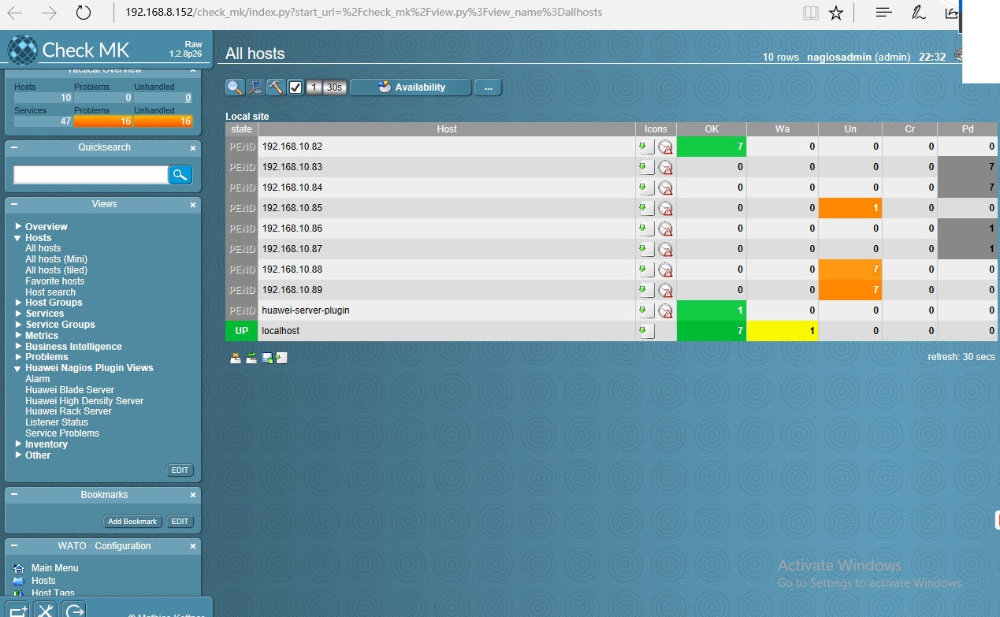 192.168.8.152/check_mk/index.py?start_url=%2Fcheck_mk%2Fview.py%3Fview_name%3Dallhosts
Check MK
Raw
1.2.8p26
All hosts
10 rows nagiosadmin (admin) 22:32
Tactical Overview
Hosts Problems Unhandled
10 0 0
Services Problems Unhandled
47 16 16
Quicksearch
Views
Overview
Hosts
All hosts
All hosts (Mini)
All hosts (tiled)
Favorite hosts
Host search
Host Groups
Services
Service Groups
Metrics
Business Intelligence
Problems
Huawei Nagios Plugin Views
Alarm
Huawei Blade Server
Huawei High Density Server
Huawei Rack Server
Listener Status
Service Problems
Inventory
Other
EDIT
Bookmarks
Add Bookmark EDIT
WATO · Configuration
Main Menu
Hosts
Host Tags
© Mathias Kettner
1 30s Availability ...
Local site
state Host Icons OK Wa Un Cr Pd
PEND 192.168.10.82 7 0 0 0 0
PEND 192.168.10.83 0 0 0 0 7
PEND 192.168.10.84 0 0 0 0 7
PEND 192.168.10.85 0 0 1 0 0
PEND 192.168.10.86 0 0 0 0 1
PEND 192.168.10.87 0 0 0 0 1
PEND 192.168.10.88 0 0 7 0 0
PEND 192.168.10.89 0 0 7 0 0
PEND huawei-server-plugin 1 0 0 0 0
UP localhost 7 1 0 0 0
refresh: 30 secs
Activate Windows
Go to Settings to activate Windows.